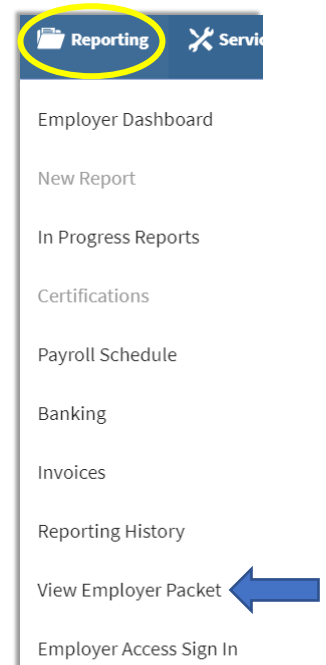 Reporting Servic
Employer Dashboard
New Report
In Progress Reports
Certifications
Payroll Schedule
Banking
Invoices
Reporting History
View Employer Packet
Employer Access Sign In